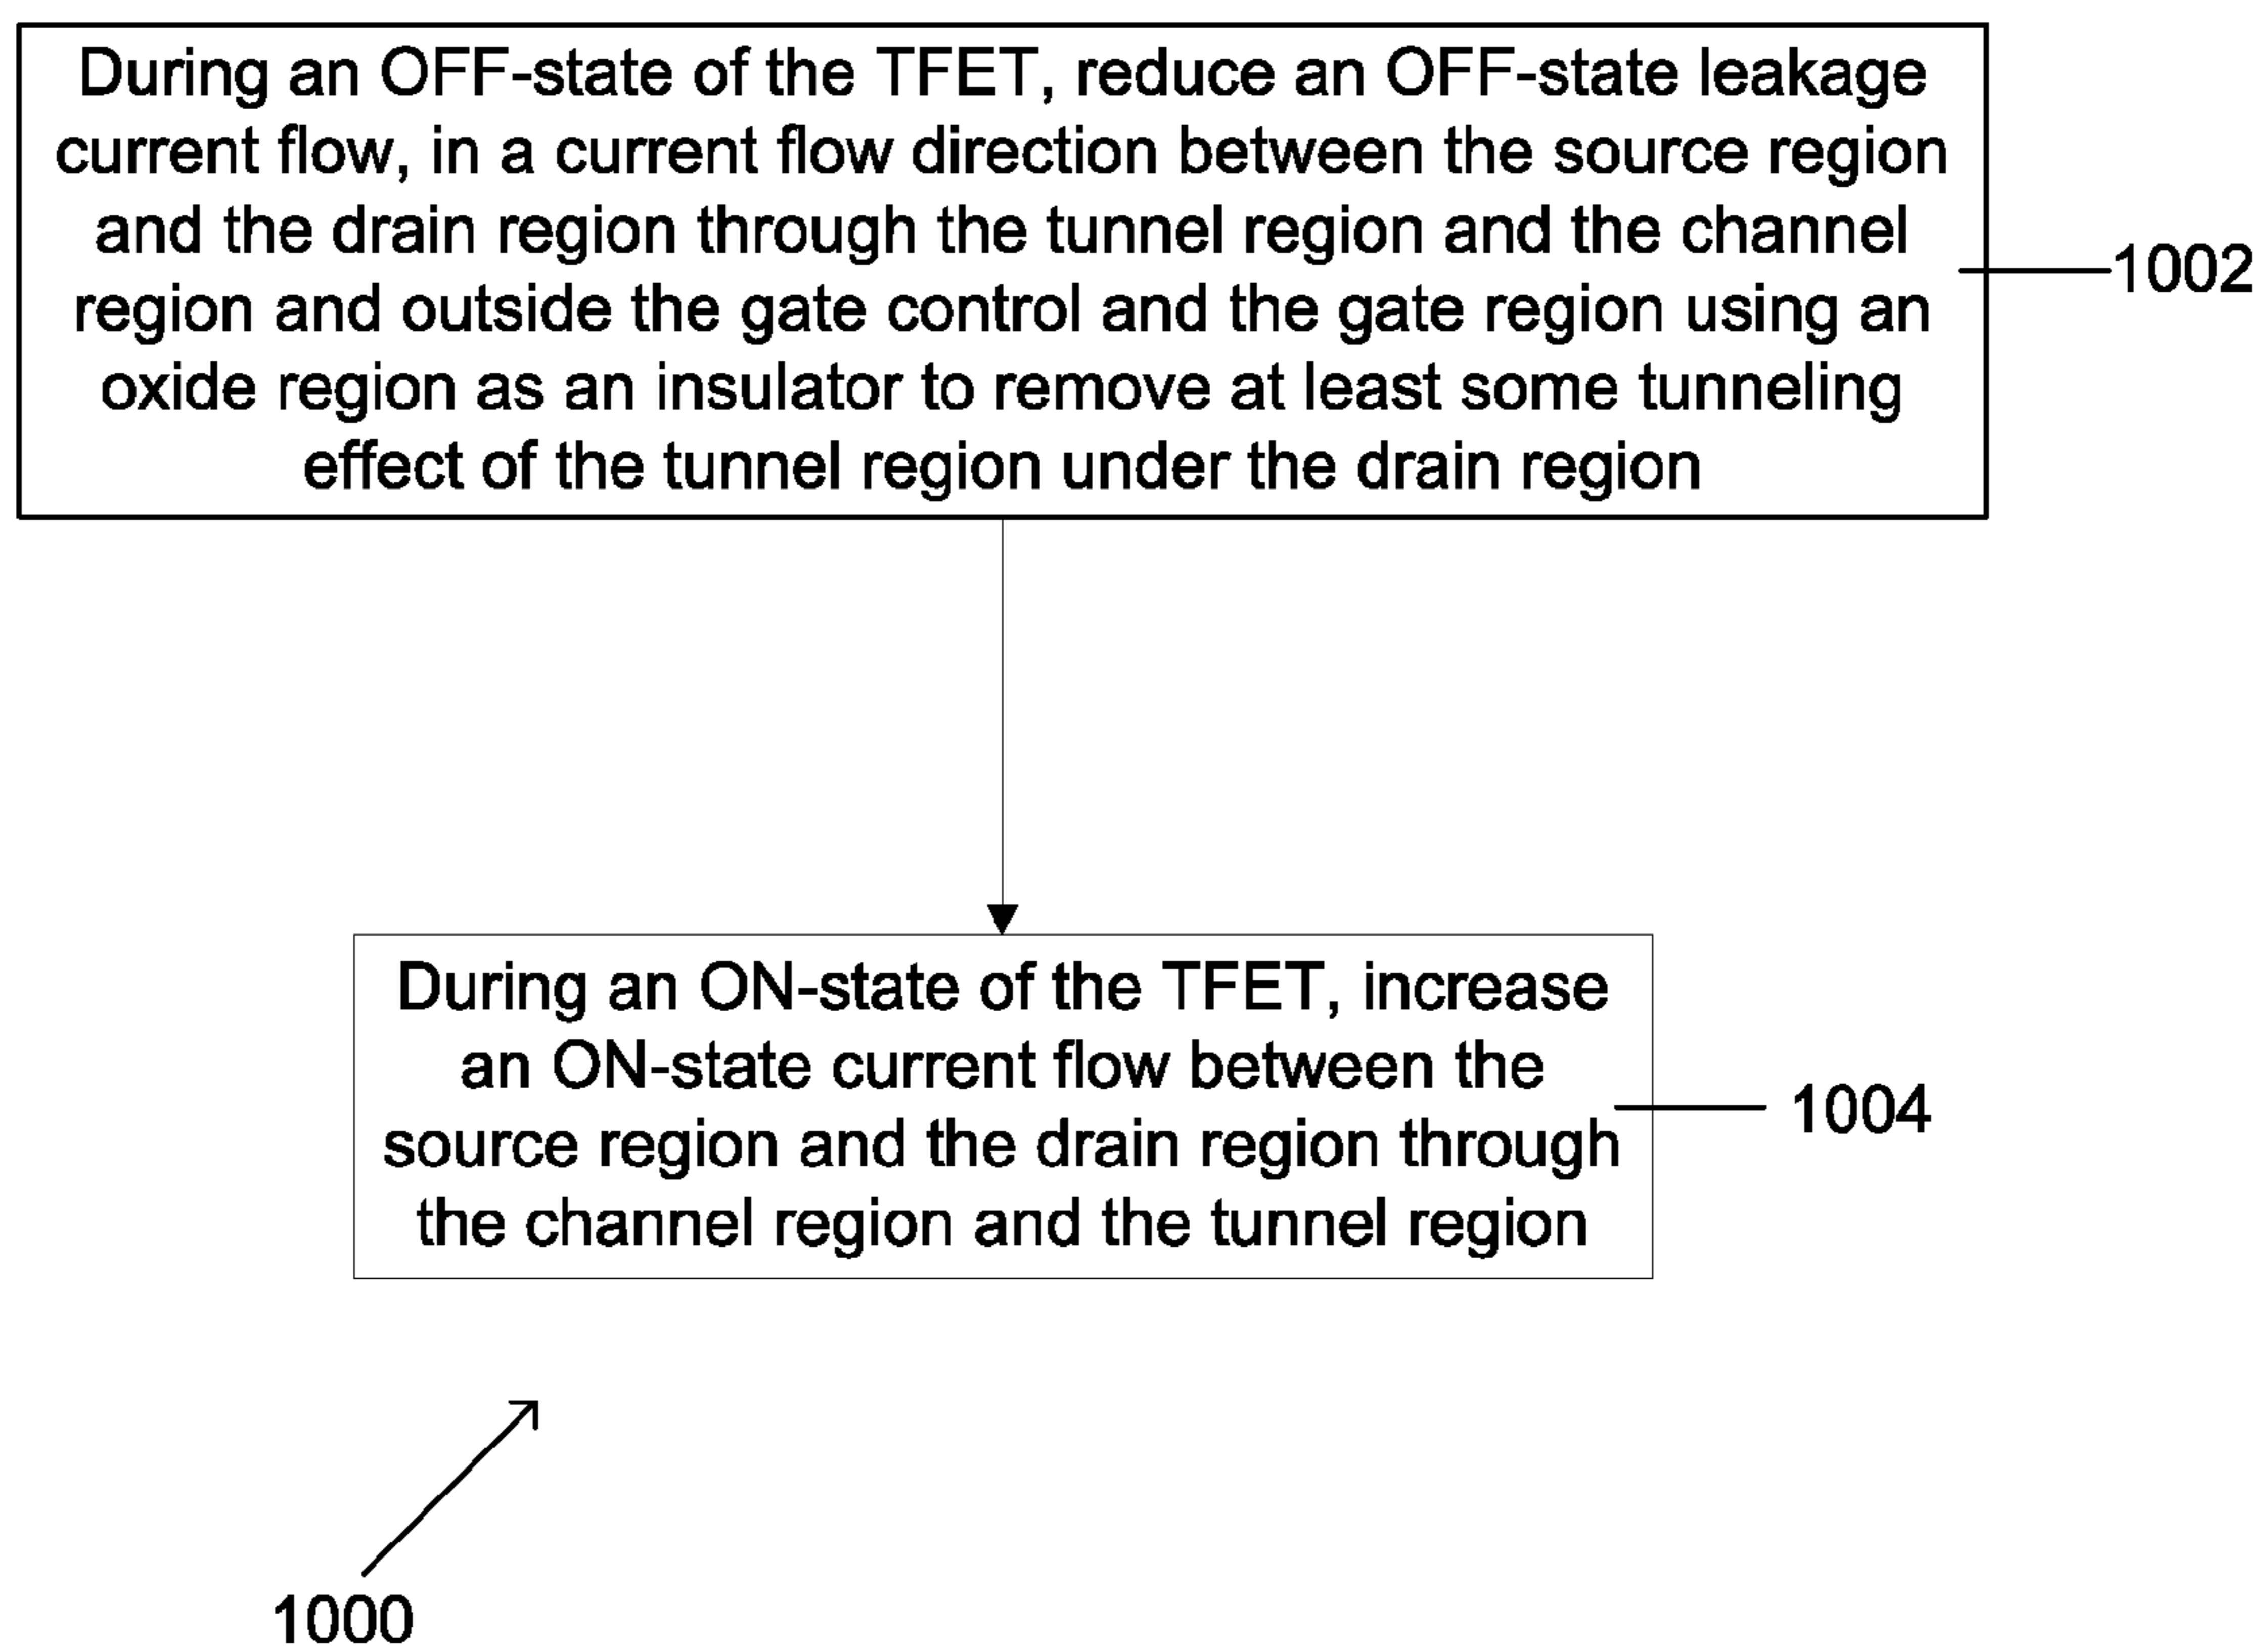 During an OFF-state of the TFET, reduce an OFF-state leakage
current flow, in a current flow direction between the source region
and the drain region through the tunnel region and the channel
region and outside the gate control and the gate region using an
oxide region as an insulator to remove at least some tunneling
effect of the tunnel region under the drain region
1002
During an ON-state of the TFET, increase
an ON-state current flow between the
source region and the drain region through
the channel region and the tunnel region
1004
1000